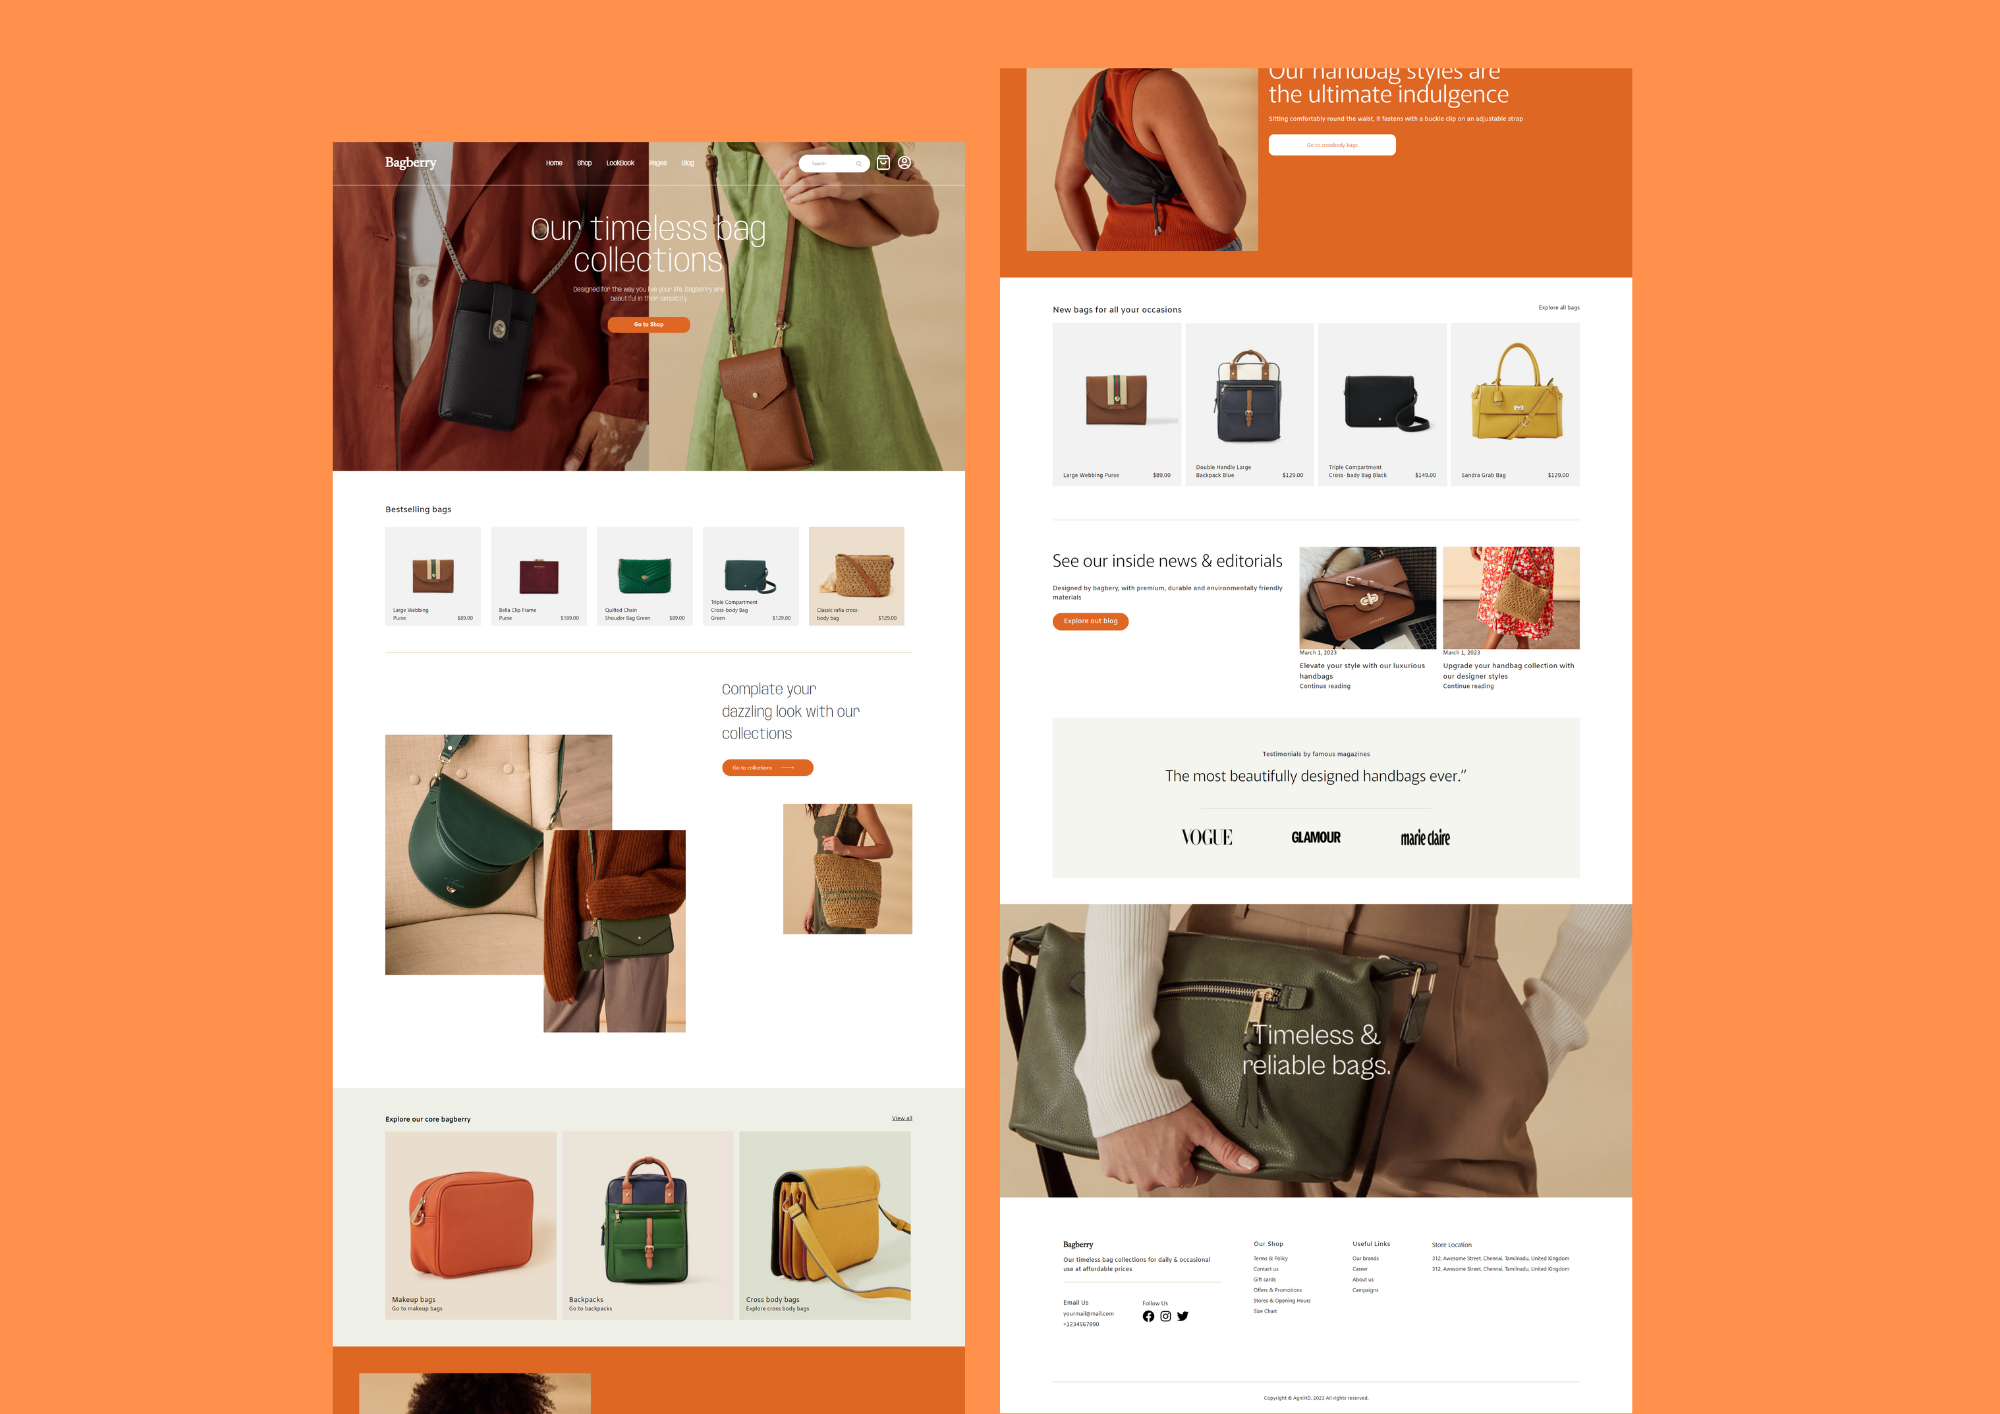 Bagberry
Home Shop LookBook Pages Blog
Search
Our timeless bag
collections
Designed for the way you live your life Bagberry are
beautiful in their simplicity
Go to Shop
Bestselling bags
Large Webbing
Purse $89.00
Bella Clip Frame
Purse $189.00
Quilted Chain
Shouder Bag Green $89.00
Triple Compartment
Cross-body Bag
Green $129.00
Classic rafia cross-
body bag $129.00
Complate your
dazzling look with our
collections
Go to collections
Explore our core bagberry
View all
Makeup bags
Go to makeup bags
Backpacks
Go to backpacks
Cross body bags
Explore cross body bags
Our handbag styles are
the ultimate indulgence
Sitting comfortably round the waist, it fastens with a buckle clip on an adjustable strap
Go to crossbody bags
New bags for all your occasions
Explore all bags
Large Webbing Purse $89.00
Double Handle Large
Backpack Blue $129.00
Triple Compartment
Cross- body Bag Black $149.00
Sandra Grab Bag $129.00
See our inside news & editorials
Designed by bagbery, with premium, durable and environmentally friendly
materials
Explore out blog
March 1, 2023
Elevate your style with our luxurious
handbags
Continue reading
March 1, 2023
Upgrade your handbag collection with
our designer styles
Continue reading
Testimonials by famous magazines
The most beautifully designed handbags ever.”
VOGUE
GLAMOUR
marie claire
Timeless &
reliable bags.
Bagberry
Our timeless bag collections for daily & occasional
use at affordable prices
Email Us
yourmail@mail.com
+1234567890
Follow Us
Our Shop
Terms & Policy
Contact us
Gift cards
Offers & Promotions
Stores & Opening Hours
Size Chart
Useful Links
Our brands
Career
About us
Campaigns
Store Location
312, Awesome Street, Chennai, Tamilnadu, United Kingdom
312, Awesome Street, Chennai, Tamilnadu, United Kingdom
Copyright © AgniHD. 2023 All rights reserved.